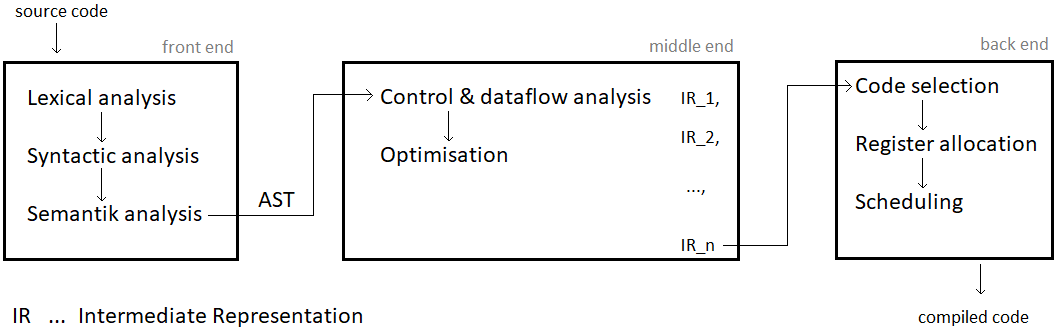 source code
front end
Lexical analysis
Syntactic analysis
Semantik analysis
AST
middle end
Control & dataflow analysis
Optimisation
IR_1,
IR_2,
...,
IR_n
back end
Code selection
Register allocation
Scheduling
compiled code
IR ... Intermediate Representation